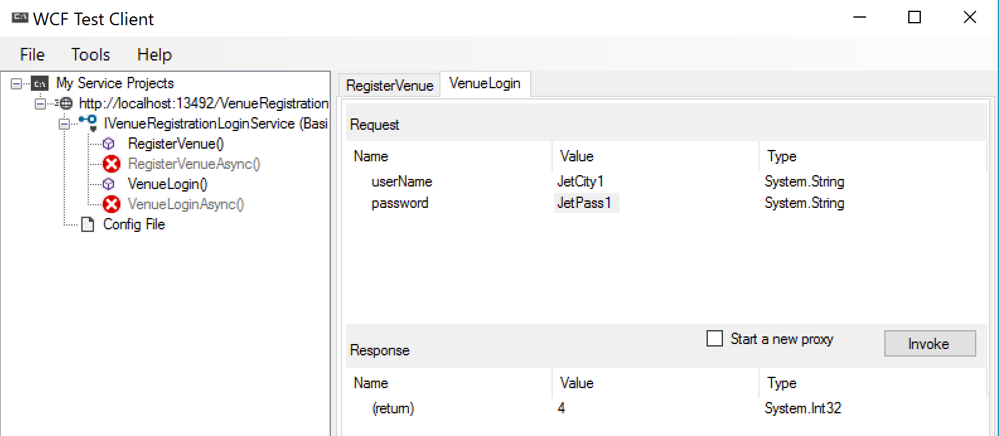 WCF Test Client
File Tools Help
My Service Projects
http://localhost:13492/VenueRegistration
IVenueRegistrationLoginService (Basi
RegisterVenue()
RegisterVenueAsync()
VenueLogin()
VenueLoginAsync()
Config File
RegisterVenue VenueLogin
Request
Name Value Type
userName JetCity1 System.String
password JetPass1 System.String
Response
Start a new proxy
Invoke
Name Value Type
(return) 4 System.Int32